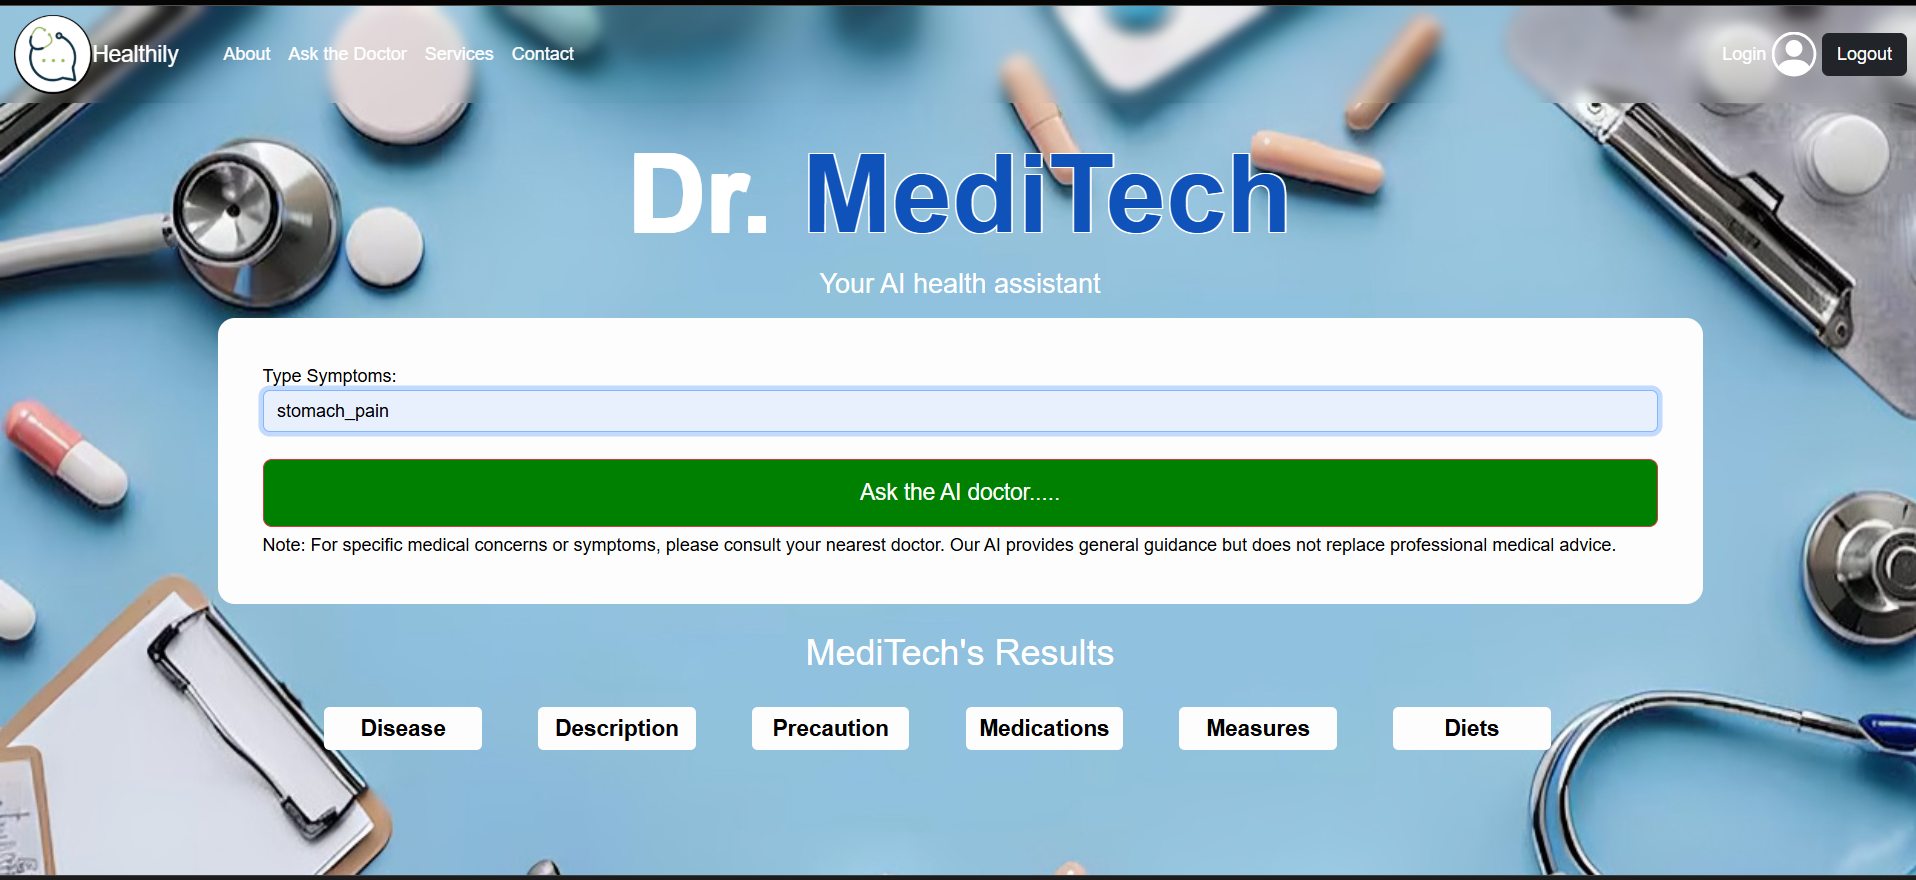 Healthily About Ask the Doctor Services Contact Login Logout
Dr. MediTech
Your AI health assistant
Type Symptoms:
stomach_pain
Ask the AI doctor.....
Note: For specific medical concerns or symptoms, please consult your nearest doctor. Our AI provides general guidance but does not replace professional medical advice.
MediTech's Results
Disease Description Precaution Medications Measures Diets